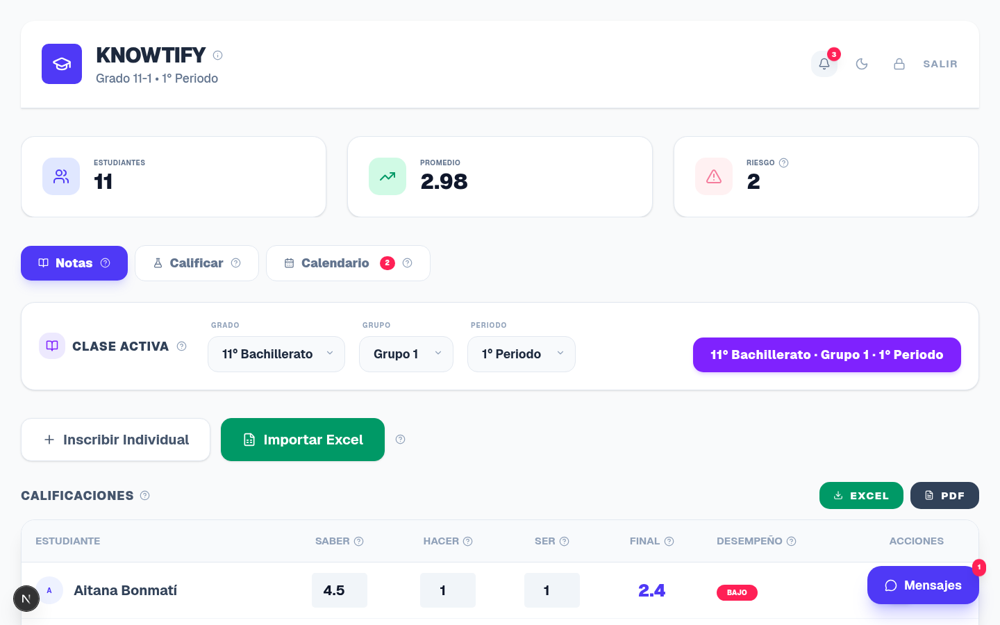 KNOWTIFY
Grado 11-1 • 1° Periodo
3
SALIR
ESTUDIANTES
11
PROMEDIO
2.98
RIESGO
2
Notas
Calificar
Calendario 2
CLASE ACTIVA
GRADO
11° Bachillerato
GRUPO
Grupo 1
PERIODO
1° Periodo
11° Bachillerato · Grupo 1 · 1° Periodo
Inscribir Individual
Importar Excel
CALIFICACIONES
EXCEL
PDF
ESTUDIANTE SABER HACER SER FINAL DESEMPEÑO ACCIONES
A Aitana Bonmatí 4.5 1 1 2.4 BAJO
Mensajes 1
N